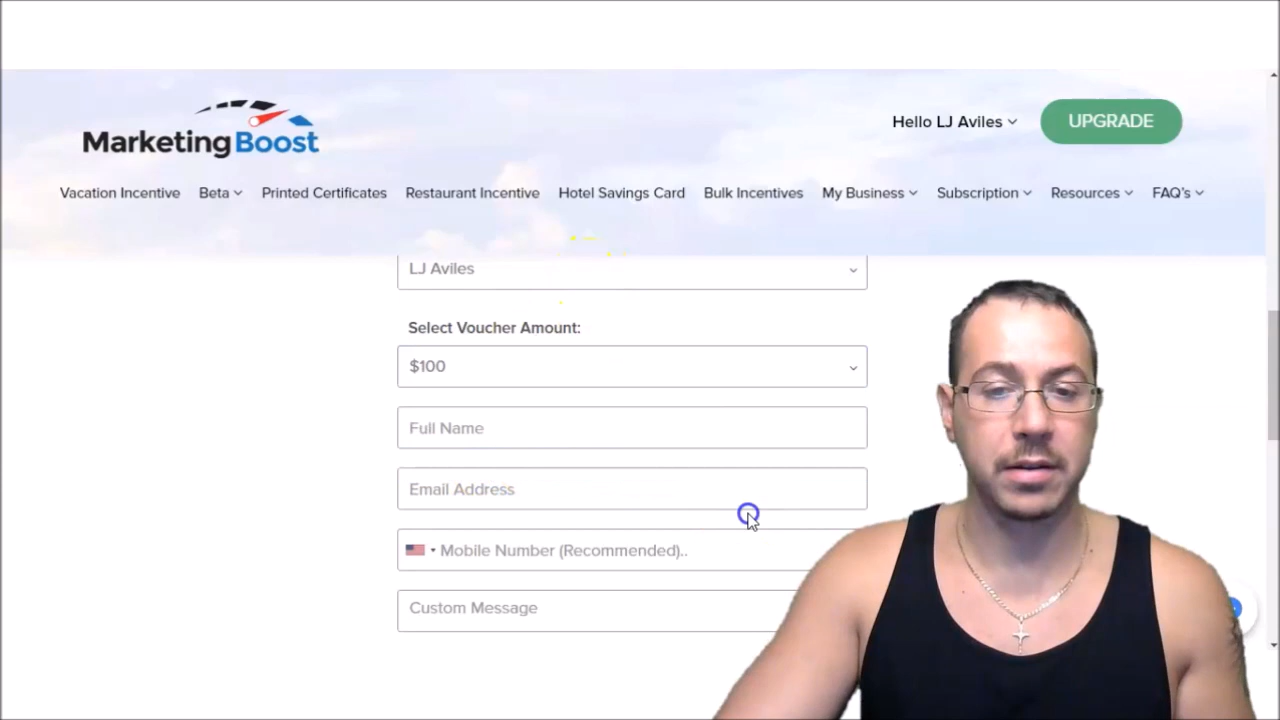 MarketingBoost
Hello LJ Aviles
UPGRADE
Vacation Incentive Beta Printed Certificates Restaurant Incentive Hotel Savings Card Bulk Incentives My Business Subscription Resources FAQ's
LJ Aviles
Select Voucher Amount:
$100
Full Name
Email Address
Mobile Number (Recommended)..
Custom Message